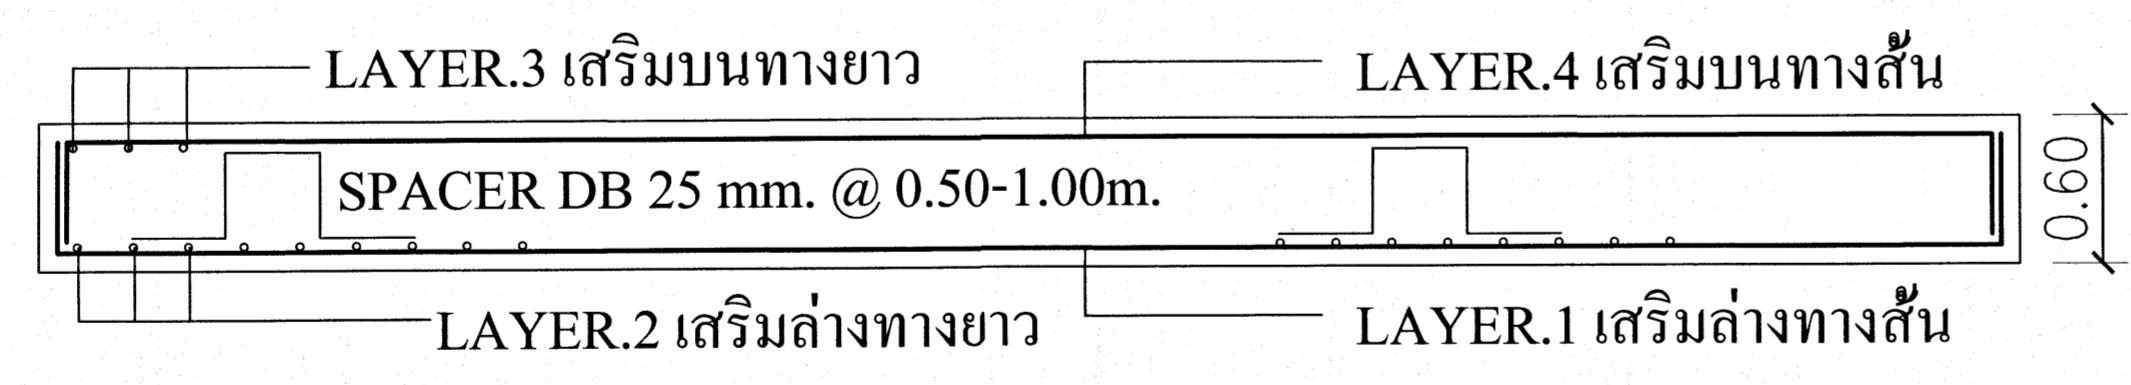 LAYER.3 เสริมบนทางยาว
LAYER.4 เสริมบนทางสั้น
SPACER DB 25 mm. @ 0.50-1.00m.
0.60
LAYER.2 เสริมล่างทางยาว
LAYER.1 เสริมล่างทางสั้น